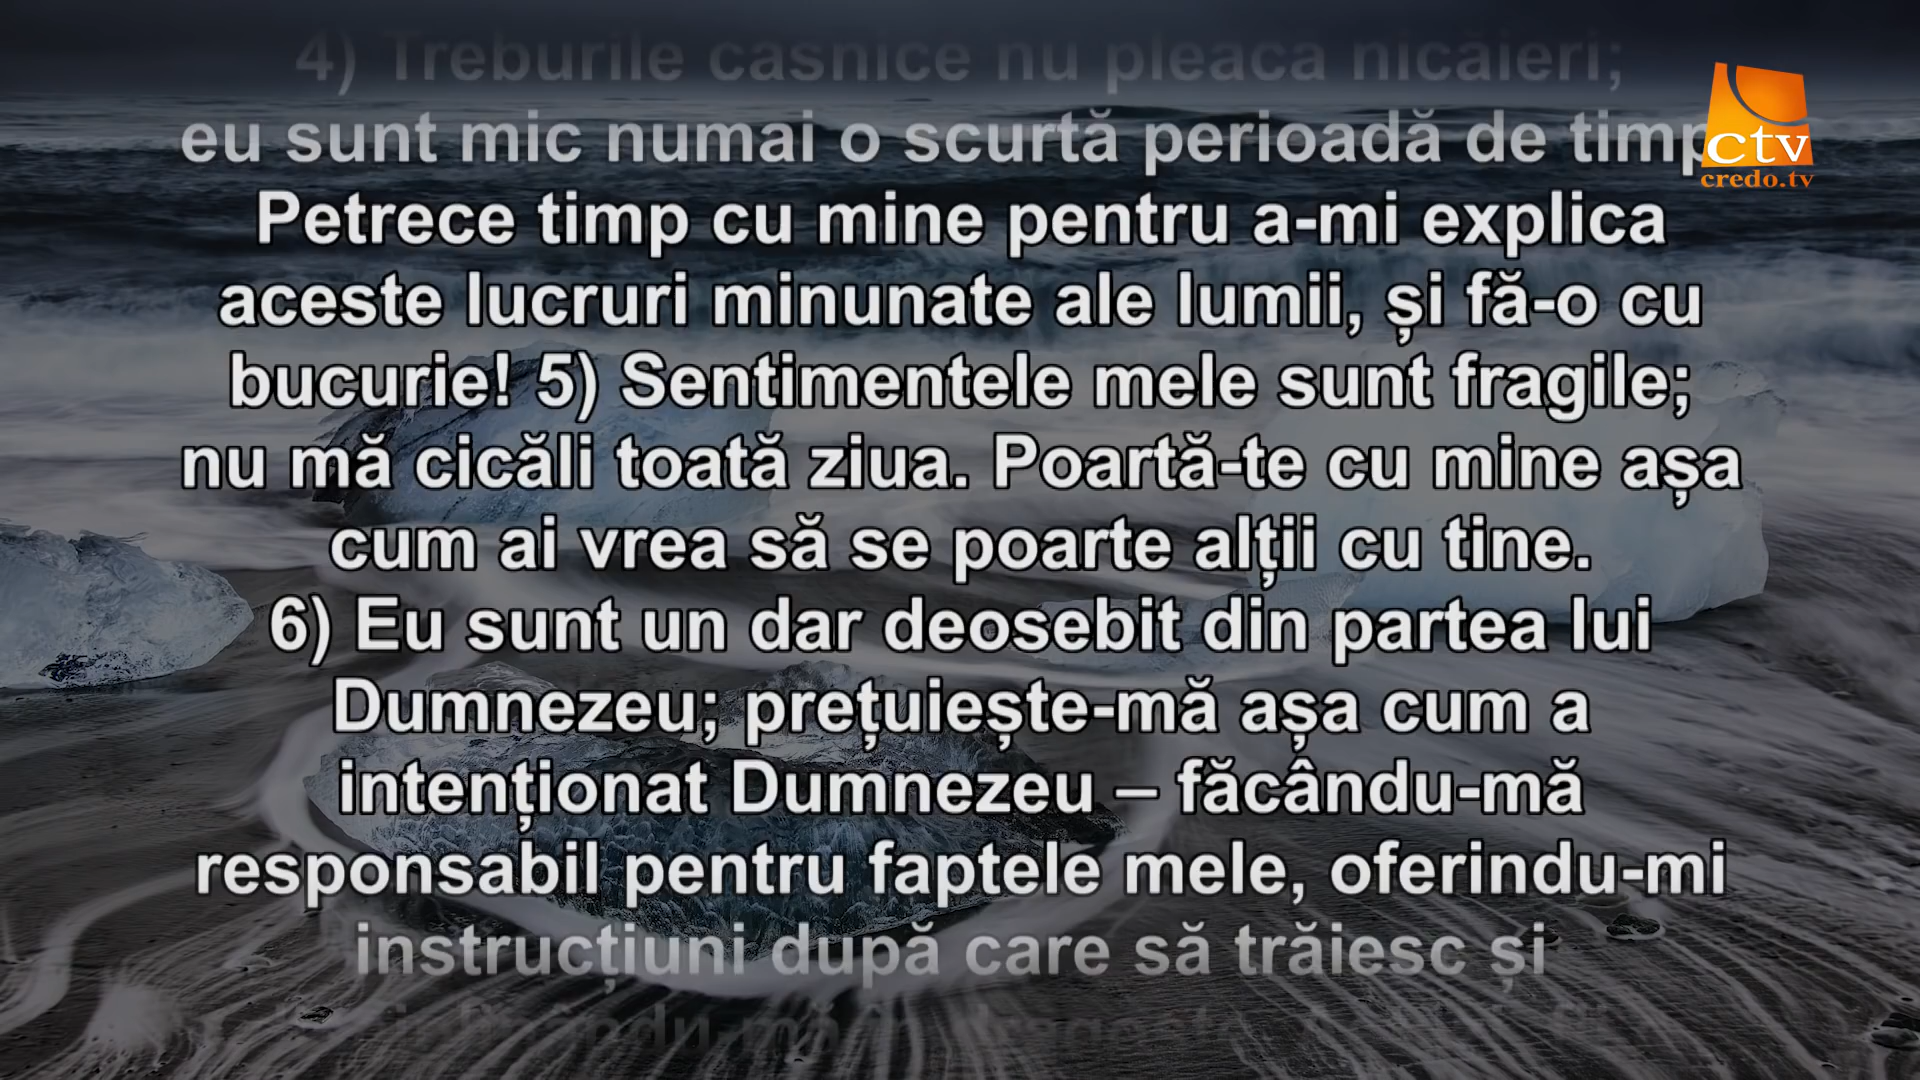 4) Treburile casnice nu pleacă nicăieri;
eu sunt mic numai o scurtă perioadă de timp
Petrece timp cu mine pentru a-mi explica
aceste lucruri minunate ale lumii, și fă-o cu
bucurie! 5) Sentimentele mele sunt fragile;
nu mă cicăli toată ziua. Poartă-te cu mine așa
cum ai vrea să se poarte alții cu tine.
6) Eu sunt un dar deosebit din partea lui
Dumnezeu; prețuiește-mă așa cum a
intenționat Dumnezeu – făcându-mă
responsabil pentru faptele mele, oferindu-mi
instrucțiuni după care să trăiesc și
ctv
credo.tv